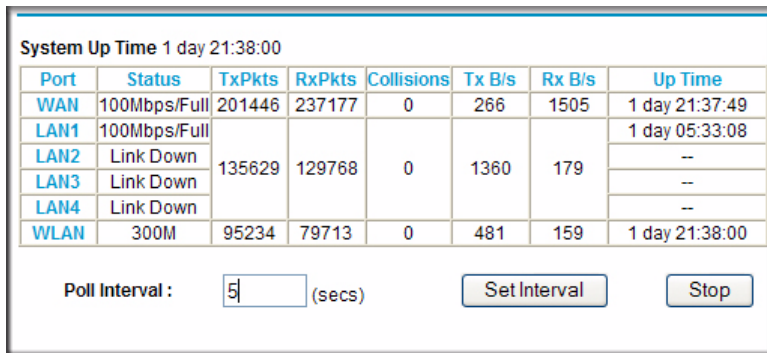 System Up Time 1 day 21:38:00
Port Status TxPkts RxPkts Collisions Tx B/s Rx B/s Up Time
WAN 100Mbps/Full 201446 237177 0 266 1505 1 day 21:37:49
LAN1 100Mbps/Full 135629 129768 0 1360 179 1 day 05:33:08
LAN2 Link Down --
LAN3 Link Down --
LAN4 Link Down --
WLAN 300M 95234 79713 0 481 159 1 day 21:38:00
Poll Interval : 5 (secs) Set Interval Stop